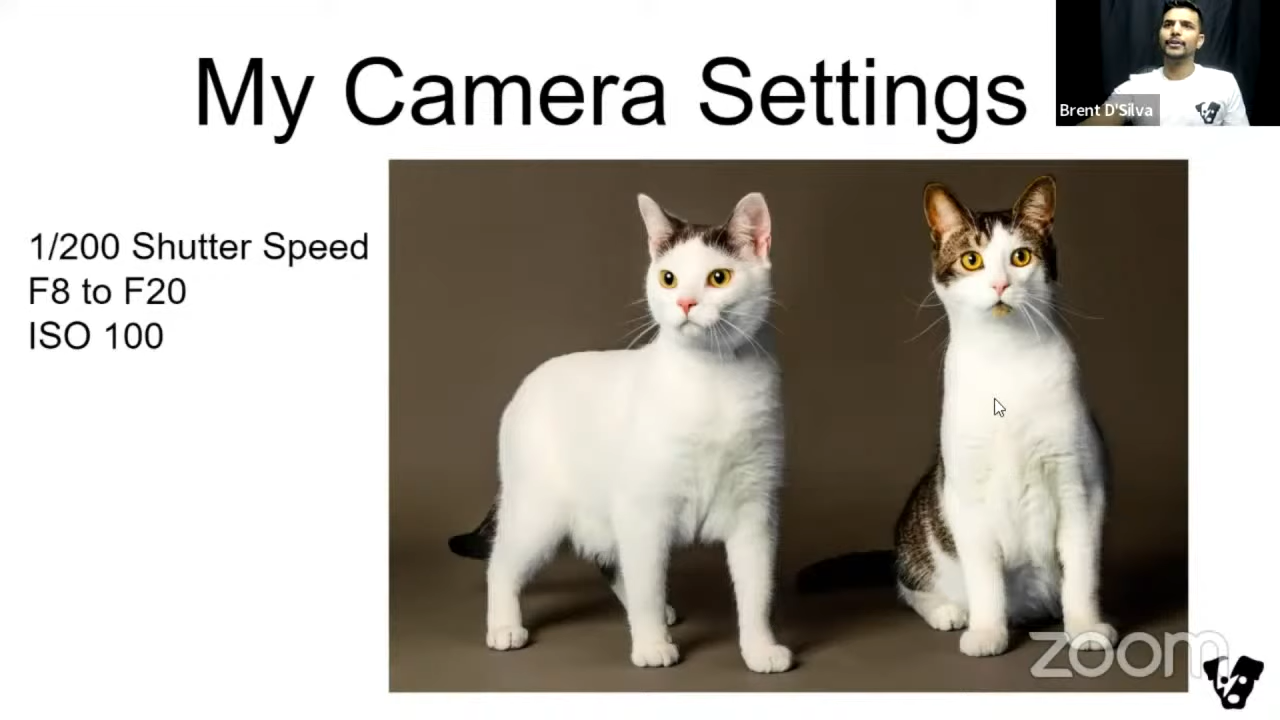 My Camera Settings
Brent D'Silva
1/200 Shutter Speed
F8 to F20
ISO 100
zoom